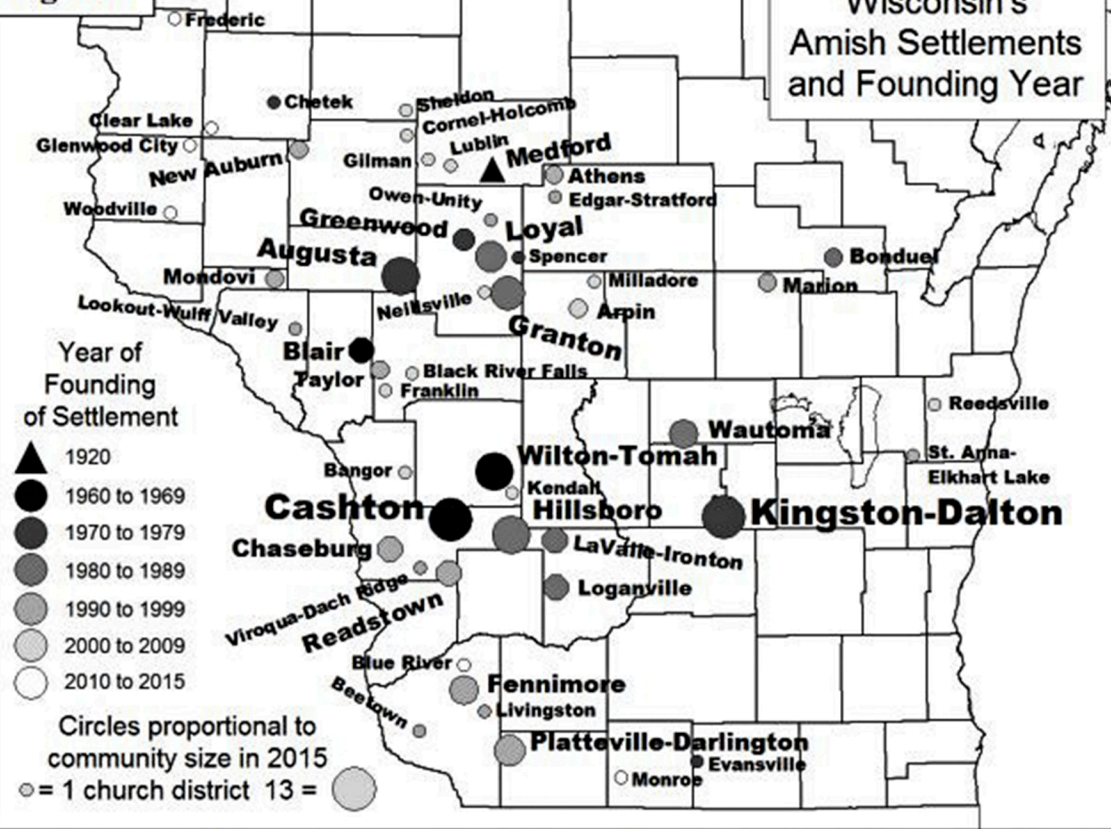 Wisconsin's
Amish Settlements
and Founding Year
Frederic
Chetek
Sheldon
Cornel-Holcomb
Clear Lake
Glenwood City
New Auburn
Gilman
Lublin
Medford
Athens
Edgar-Stratford
Woodville
Owen-Unity
Greenwood
Loyal
Augusta
Spencer
Bonduel
Mondovi
Milladore
Marion
Neillsville
Arpin
Lookout-Wulff Valley
Granton
Blair
Taylor
Black River Falls
Franklin
Reedsville
Wautoma
Wilton-Tomah
St. Anna-
Elkhart Lake
Bangor
Kendall
Cashton
Hillsboro
Kingston-Dalton
Chaseburg
LaValle-Ironton
Loganville
Viroqua-Dach Ridge
Readstown
Blue River
Fennimore
Beetown
Livingston
Platteville-Darlington
Evansville
Monroe
Year of
Founding
of Settlement
1920
1960 to 1969
1970 to 1979
1980 to 1989
1990 to 1999
2000 to 2009
2010 to 2015
Circles proportional to
community size in 2015
= 1 church district 13 =